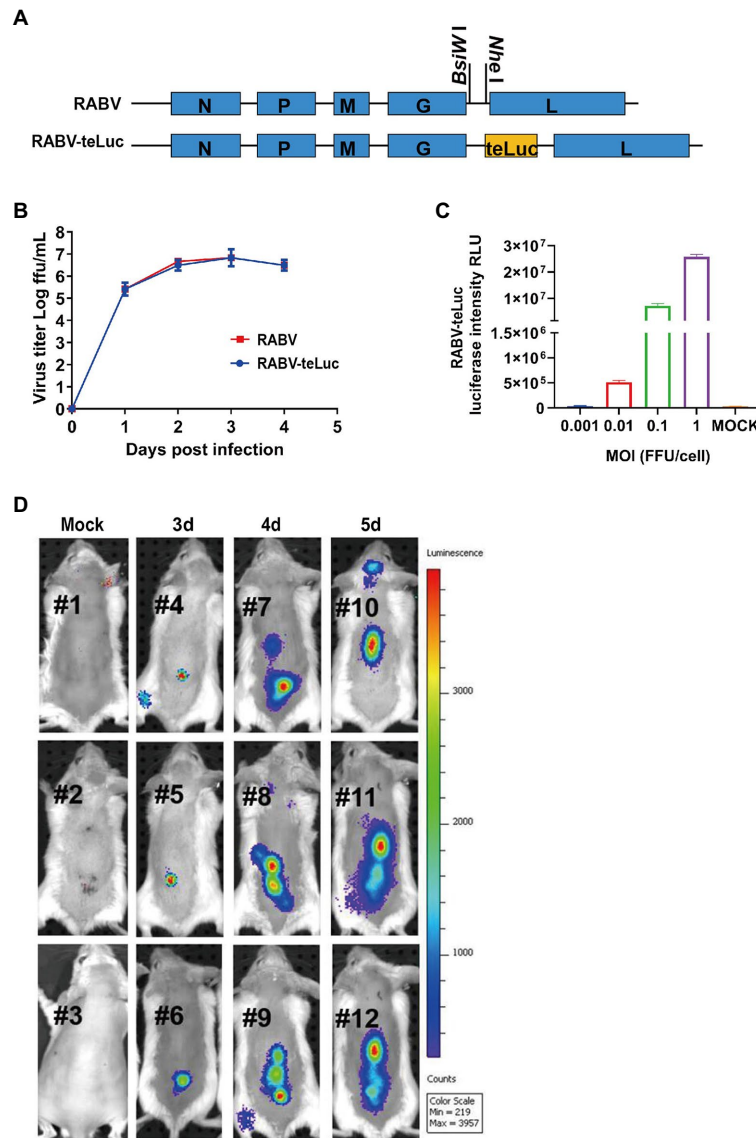 A
BsiW I
Nhe I
RABV
N P M G L
RABV-teLuc
N P M G teLuc L
B
Virus titer Log ffu/mL
8
7
6
5
4
3
2
1
0
RABV
RABV-teLuc
0 1 2 3 4 5
Days post infection
C
RABV-teLuc
luciferase intensity RLU
3×10⁷
1×10⁷
1.5×10⁶
1×10⁶
5×10⁵
0
0.001 0.01 0.1 1 MOCK
MOI (FFU/cell)
D
Mock 3d 4d 5d
#1 #4 #7 #10
#2 #5 #8 #11
#3 #6 #9 #12
Luminescence
3000
2000
1000
Counts
Color Scale
Min = 219
Max = 3957